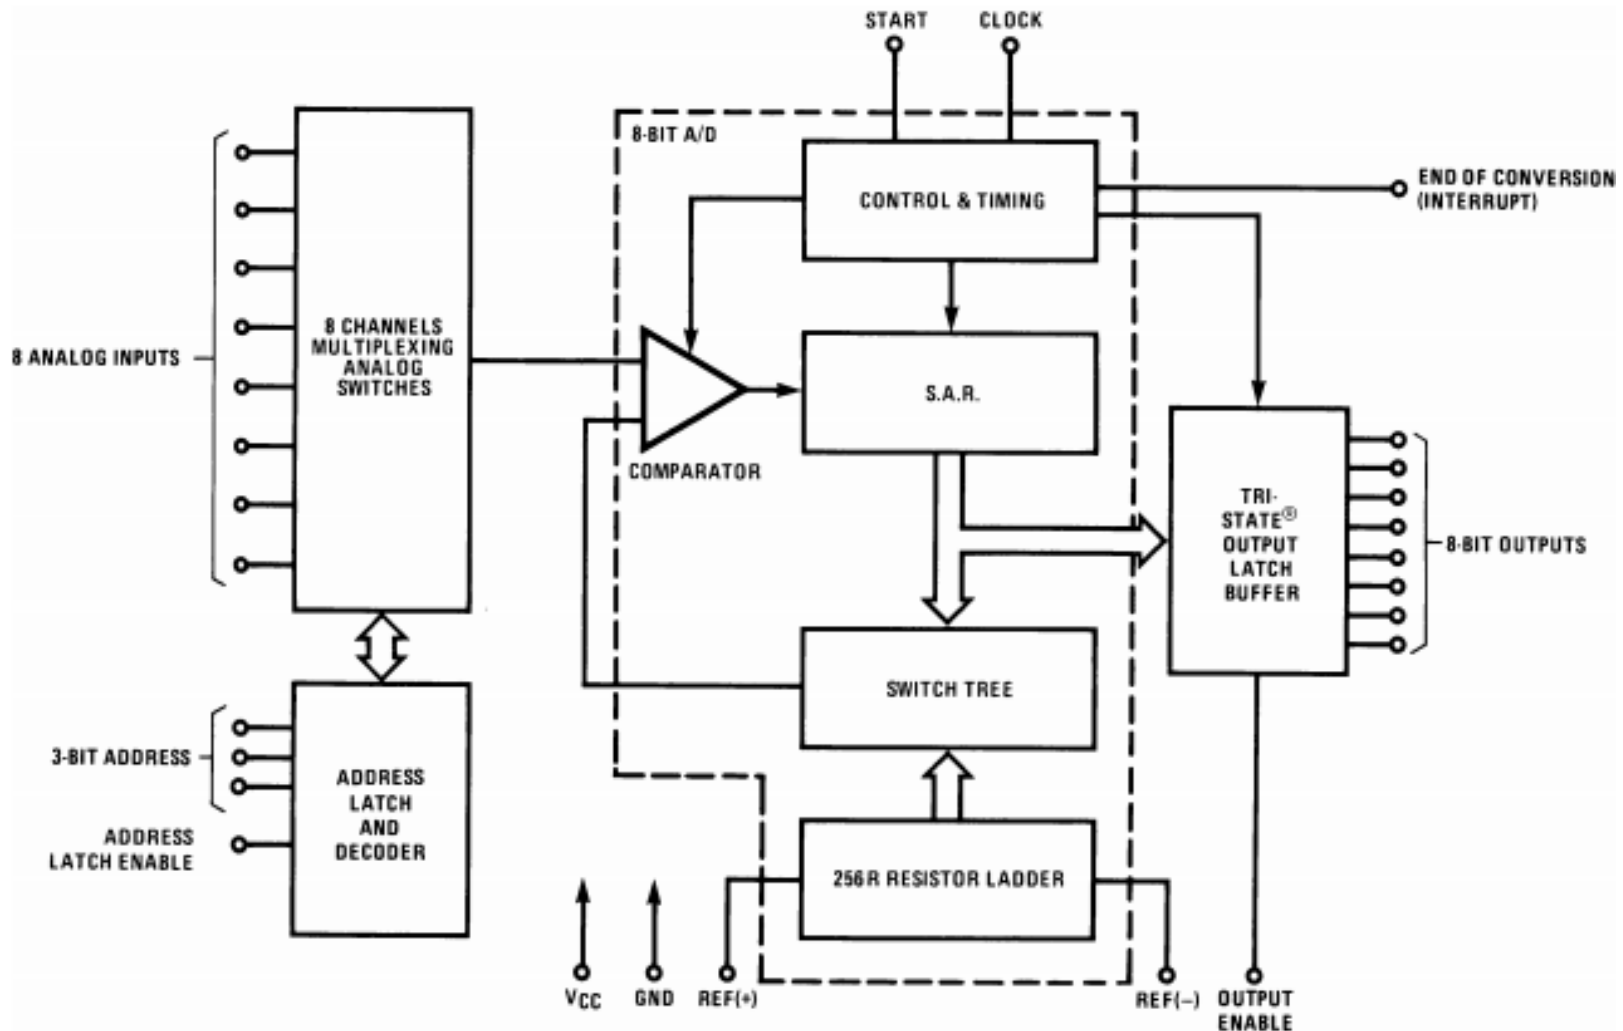 START
CLOCK
8-BIT A/D
CONTROL & TIMING
END OF CONVERSION
(INTERRUPT)
8 ANALOG INPUTS
8 CHANNELS
MULTIPLEXING
ANALOG
SWITCHES
S.A.R.
COMPARATOR
TRI-
STATE®
OUTPUT
LATCH
BUFFER
8-BIT OUTPUTS
SWITCH TREE
3-BIT ADDRESS
ADDRESS
LATCH ENABLE
ADDRESS
LATCH
AND
DECODER
256R RESISTOR LADDER
VCC
GND
REF(+)
REF(−)
OUTPUT
ENABLE